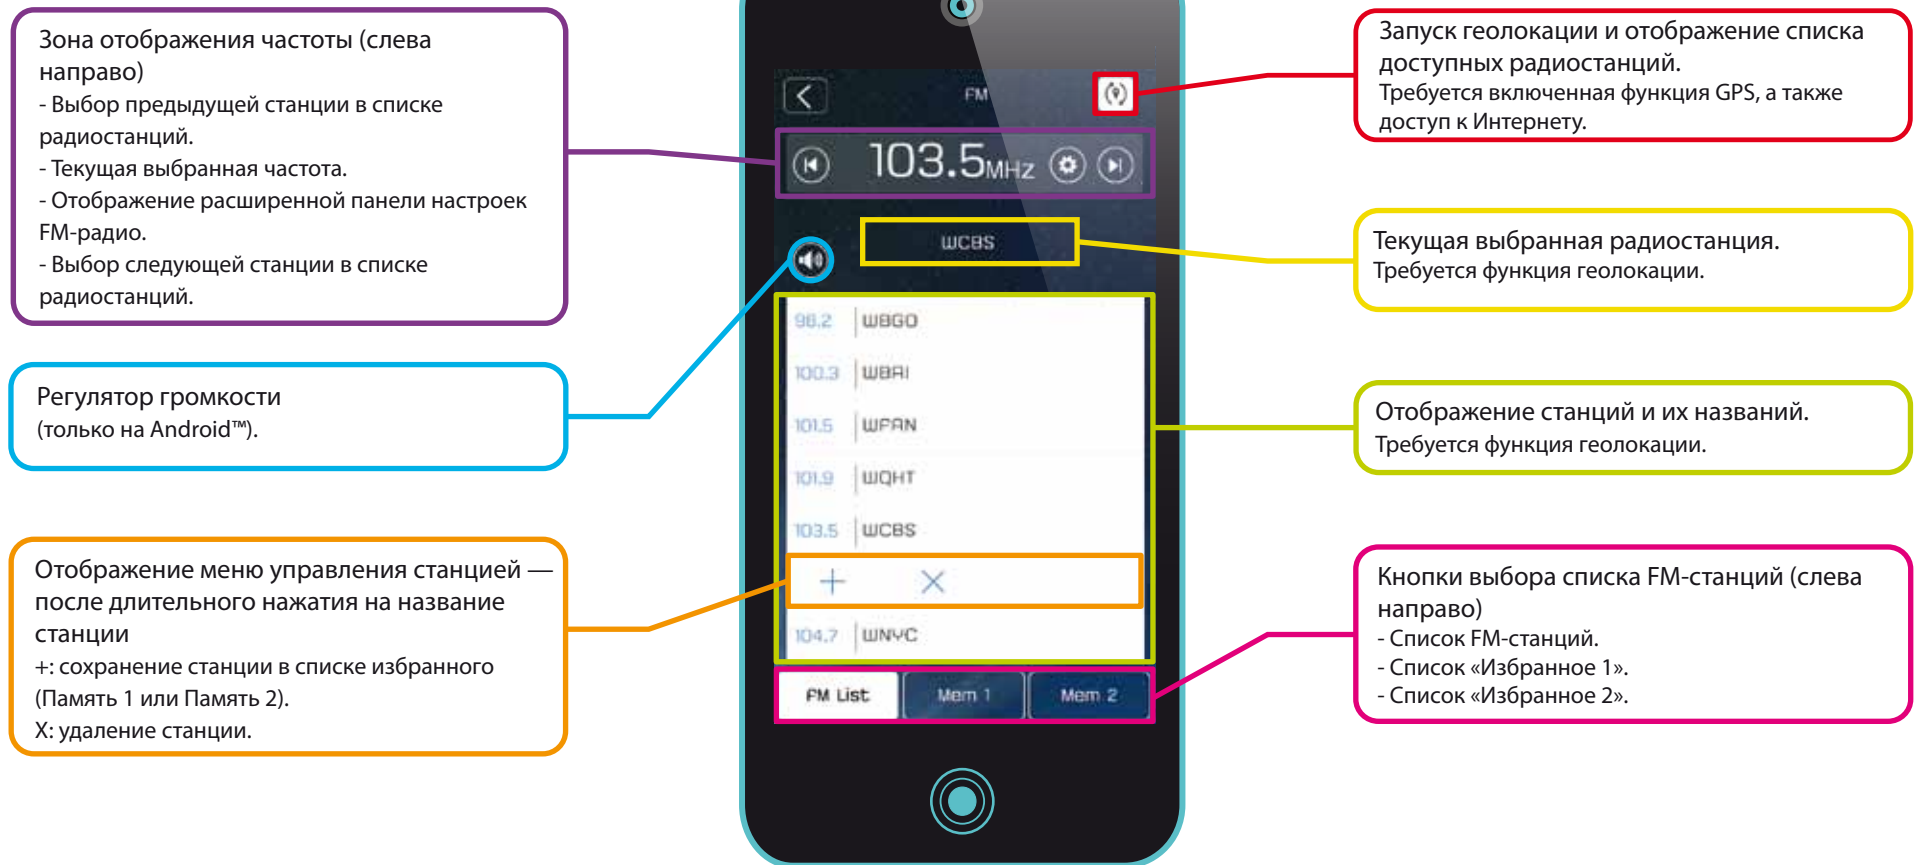 Зона отображения частоты (слева
направо)
- Выбор предыдущей станции в списке
радиостанций.
- Текущая выбранная частота.
- Отображение расширенной панели настроек
FM-радио.
- Выбор следующей станции в списке
радиостанций.
Регулятор громкости
(только на Android™).
Отображение меню управления станцией —
после длительного нажатия на название
станции
+: сохранение станции в списке избранного
(Память 1 или Память 2).
X: удаление станции.
FM
103.5MHz
WCBS
98.2 WBGO
100.3 WBAI
101.5 WPAN
101.9 WQHT
103.5 WCBS
104.7 WNYC
FM List Mem 1 Mem 2
Запуск геолокации и отображение списка
доступных радиостанций.
Требуется включенная функция GPS, а также
доступ к Интернету.
Текущая выбранная радиостанция.
Требуется функция геолокации.
Отображение станций и их названий.
Требуется функция геолокации.
Кнопки выбора списка FM-станций (слева
направо)
- Список FM-станций.
- Список «Избранное 1».
- Список «Избранное 2».